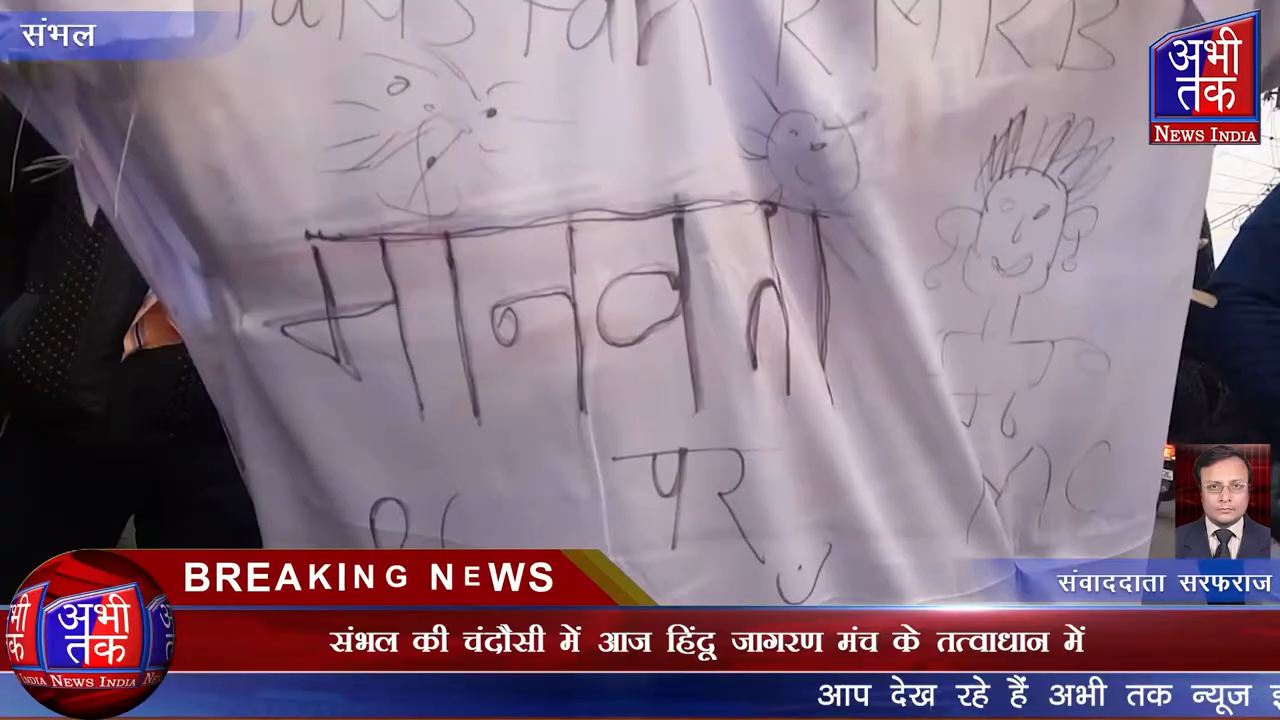 संभल
अभी
तक
NEWS INDIA
मानवता
पर
संवाददाता सरफराज
BREAKING NEWS
अभी
तक
NEWS INDIA
संभल की चंदौसी में आज हिंदू जागरण मंच के तत्वाधान में
आप देख रहे हैं अभी तक न्यूज